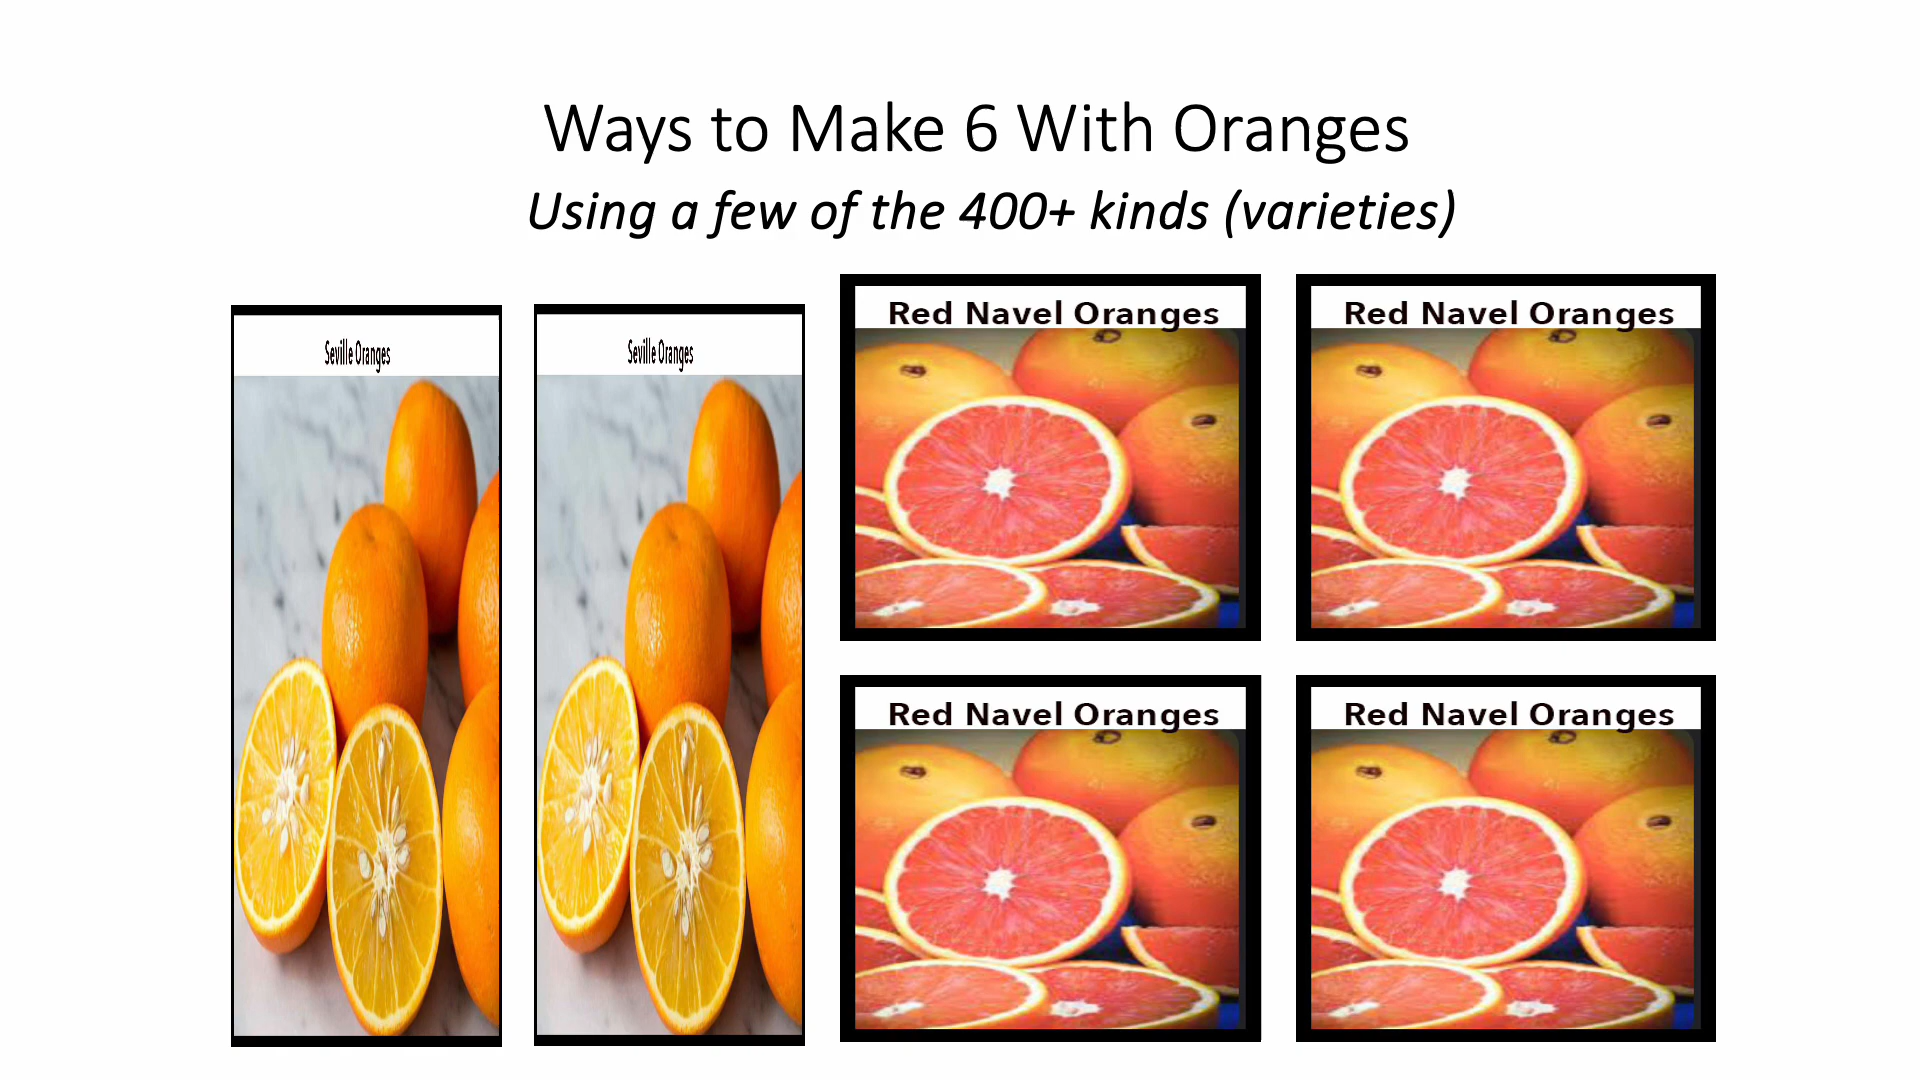 Ways to Make 6 With Oranges
Using a few of the 400+ kinds (varieties)
Seville Oranges
Seville Oranges
Red Navel Oranges
Red Navel Oranges
Red Navel Oranges
Red Navel Oranges